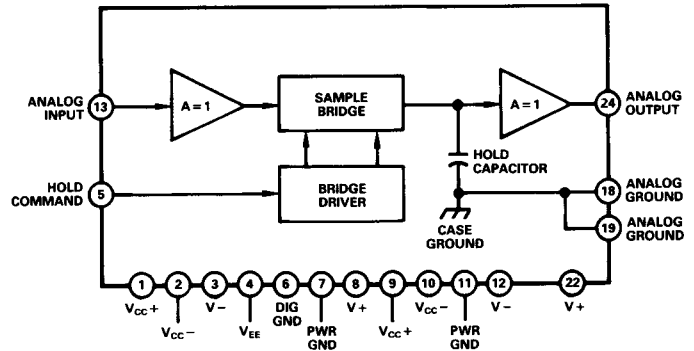 ANALOG
INPUT
13
A = 1
SAMPLE
BRIDGE
A = 1
24
ANALOG
OUTPUT
HOLD
CAPACITOR
HOLD
COMMAND
5
BRIDGE
DRIVER
CASE
GROUND
18
ANALOG
GROUND
19
ANALOG
GROUND
1 2 3 4 6 7 8 9 10 11 12 22
VCC+
VCC−
V−
VEE
DIG
GND
PWR
GND
V+
VCC+
VCC−
PWR
GND
V−
V+